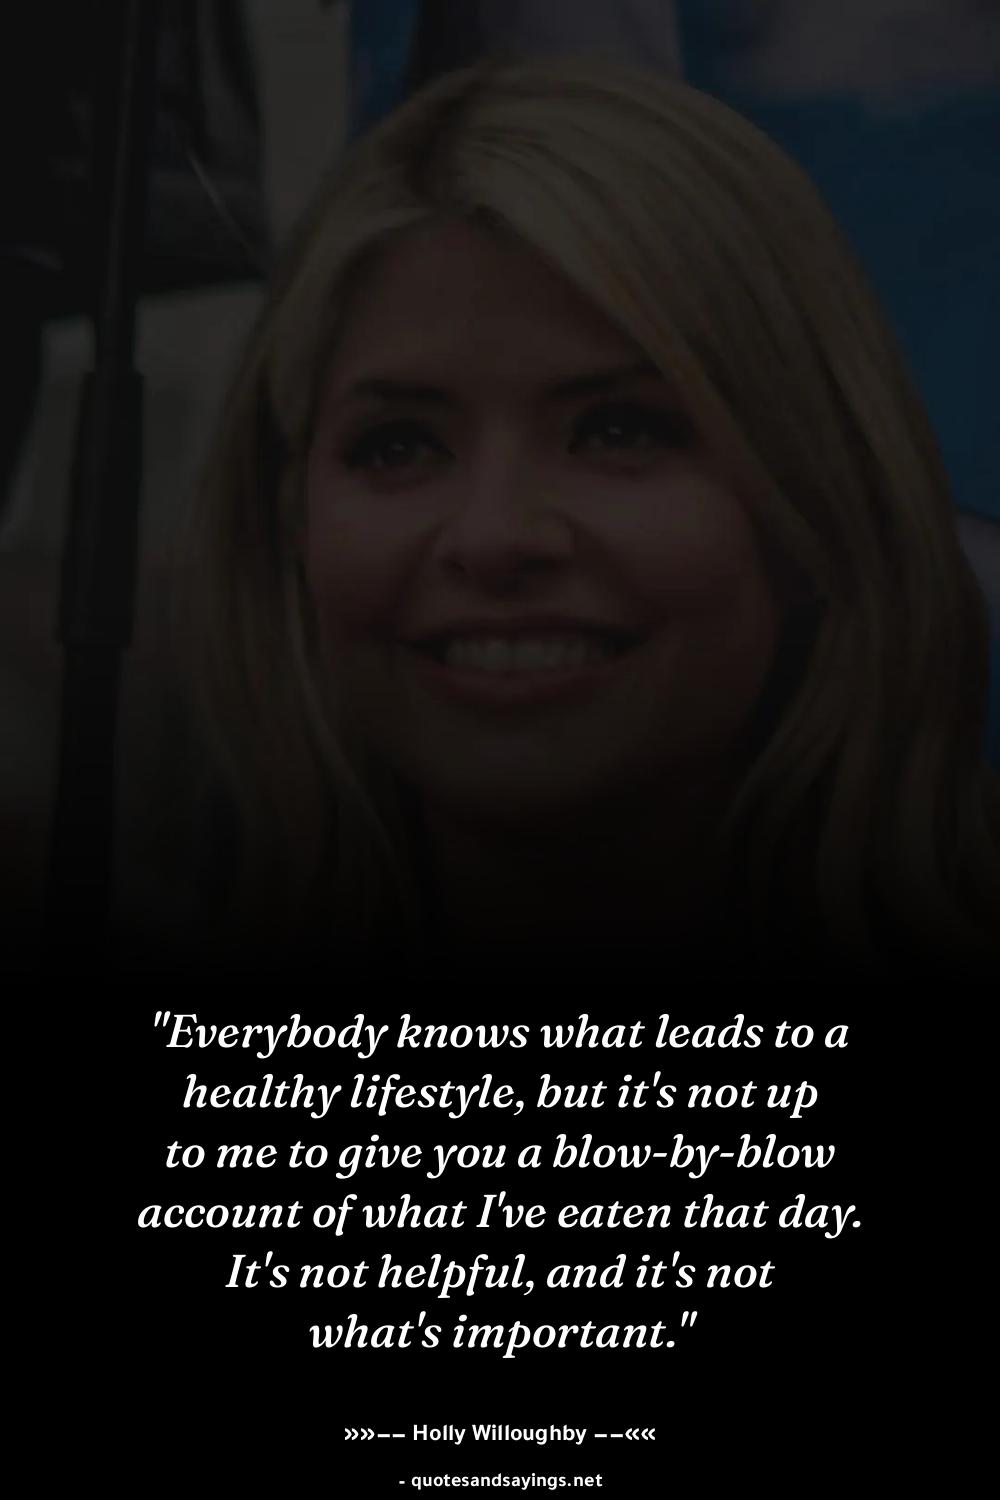 "Everybody knows what leads to a
healthy lifestyle, but it's not up
to me to give you a blow-by-blow
account of what I've eaten that day.
It's not helpful, and it's not
what's important."
»»−− Holly Willoughby −−««
- quotesandsayings.net